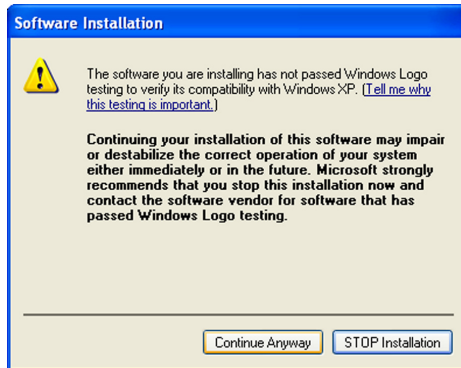 Software Installation
The software you are installing has not passed Windows Logo
testing to verify its compatibility with Windows XP. (Tell me why
this testing is important.)
Continuing your installation of this software may impair
or destabilize the correct operation of your system
either immediately or in the future. Microsoft strongly
recommends that you stop this installation now and
contact the software vendor for software that has
passed Windows Logo testing.
Continue Anyway STOP Installation